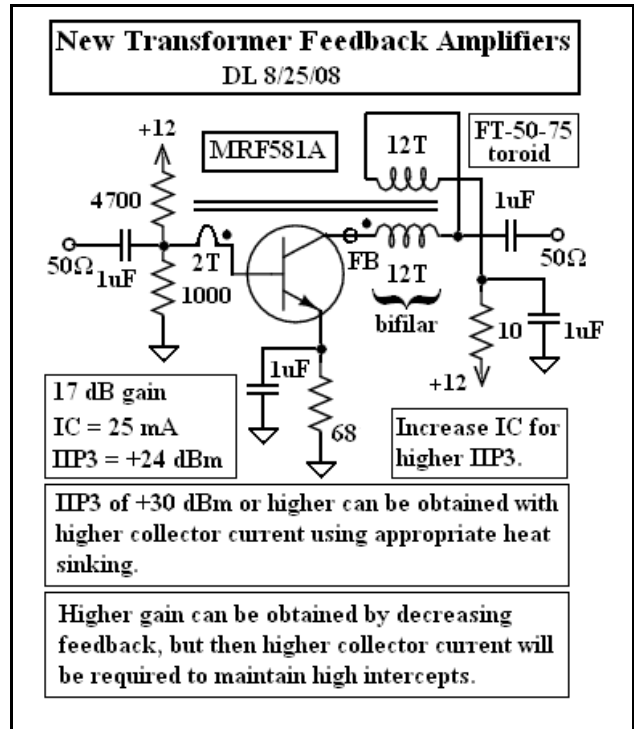 New Transformer Feedback Amplifiers
DL 8/25/08
+12
MRF581A
12T
FT-50-75
toroid
4700
1uF
50Ω
1uF
2T
FB
50Ω
1000
12T
bifilar
10
1uF
1uF
+12
68
17 dB gain
IC = 25 mA
IIP3 = +24 dBm
Increase IC for
higher IIP3.
IIP3 of +30 dBm or higher can be obtained with
higher collector current using appropriate heat
sinking.
Higher gain can be obtained by decreasing
feedback, but then higher collector current will
be required to maintain high intercepts.